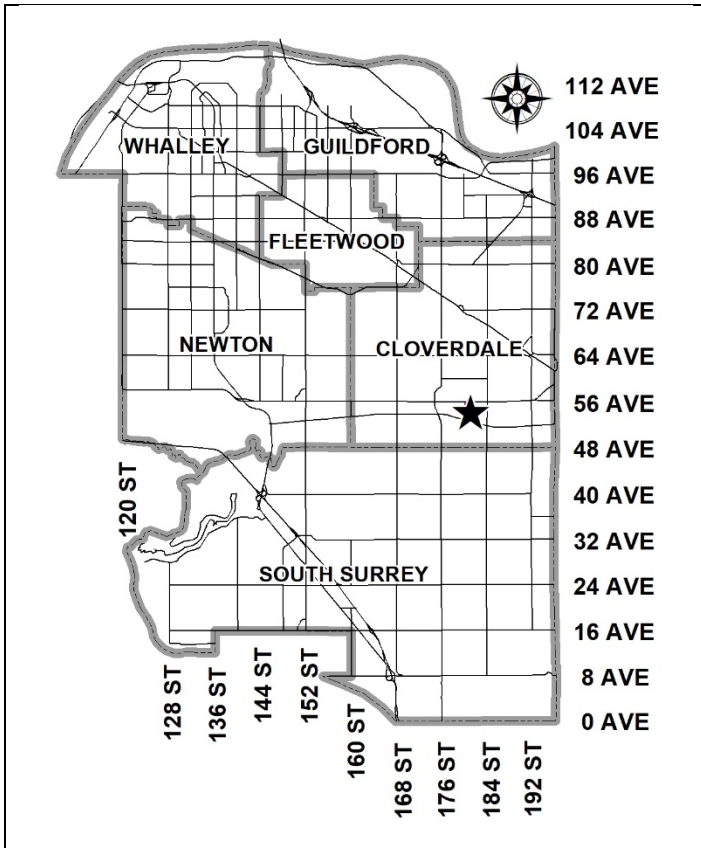 112 AVE
104 AVE
WHALLEY
GUILDFORD
96 AVE
88 AVE
FLEETWOOD
80 AVE
72 AVE
NEWTON
CLOVERDALE
64 AVE
56 AVE
48 AVE
120 ST
40 AVE
32 AVE
SOUTH SURREY
24 AVE
16 AVE
8 AVE
0 AVE
128 ST
136 ST
144 ST
152 ST
160 ST
168 ST
176 ST
184 ST
192 ST